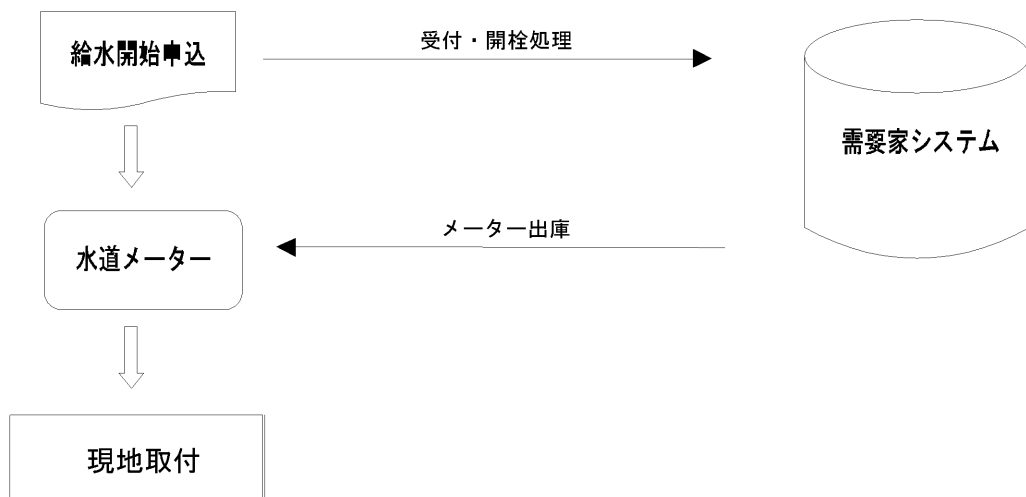 給水開始申込
受付・開栓処理
需要家システム
メーター出庫
水道メーター
現地取付